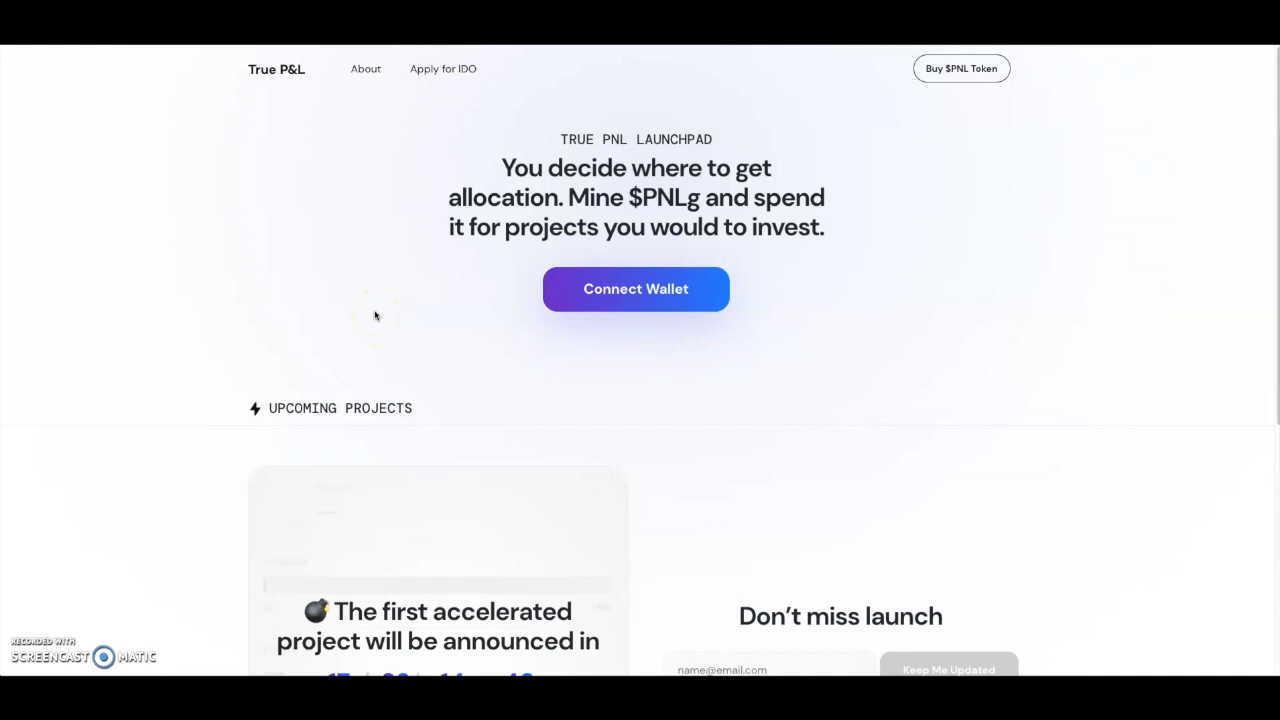 True P&L About Apply for IDO Buy $PNL Token
TRUE PNL LAUNCHPAD
You decide where to get
allocation. Mine $PNLg and spend
it for projects you would to invest.
Connect Wallet
UPCOMING PROJECTS
The first accelerated
project will be announced in
Don’t miss launch
name@email.com Keep Me Updated
RECORDED WITH
SCREENCAST MATIC